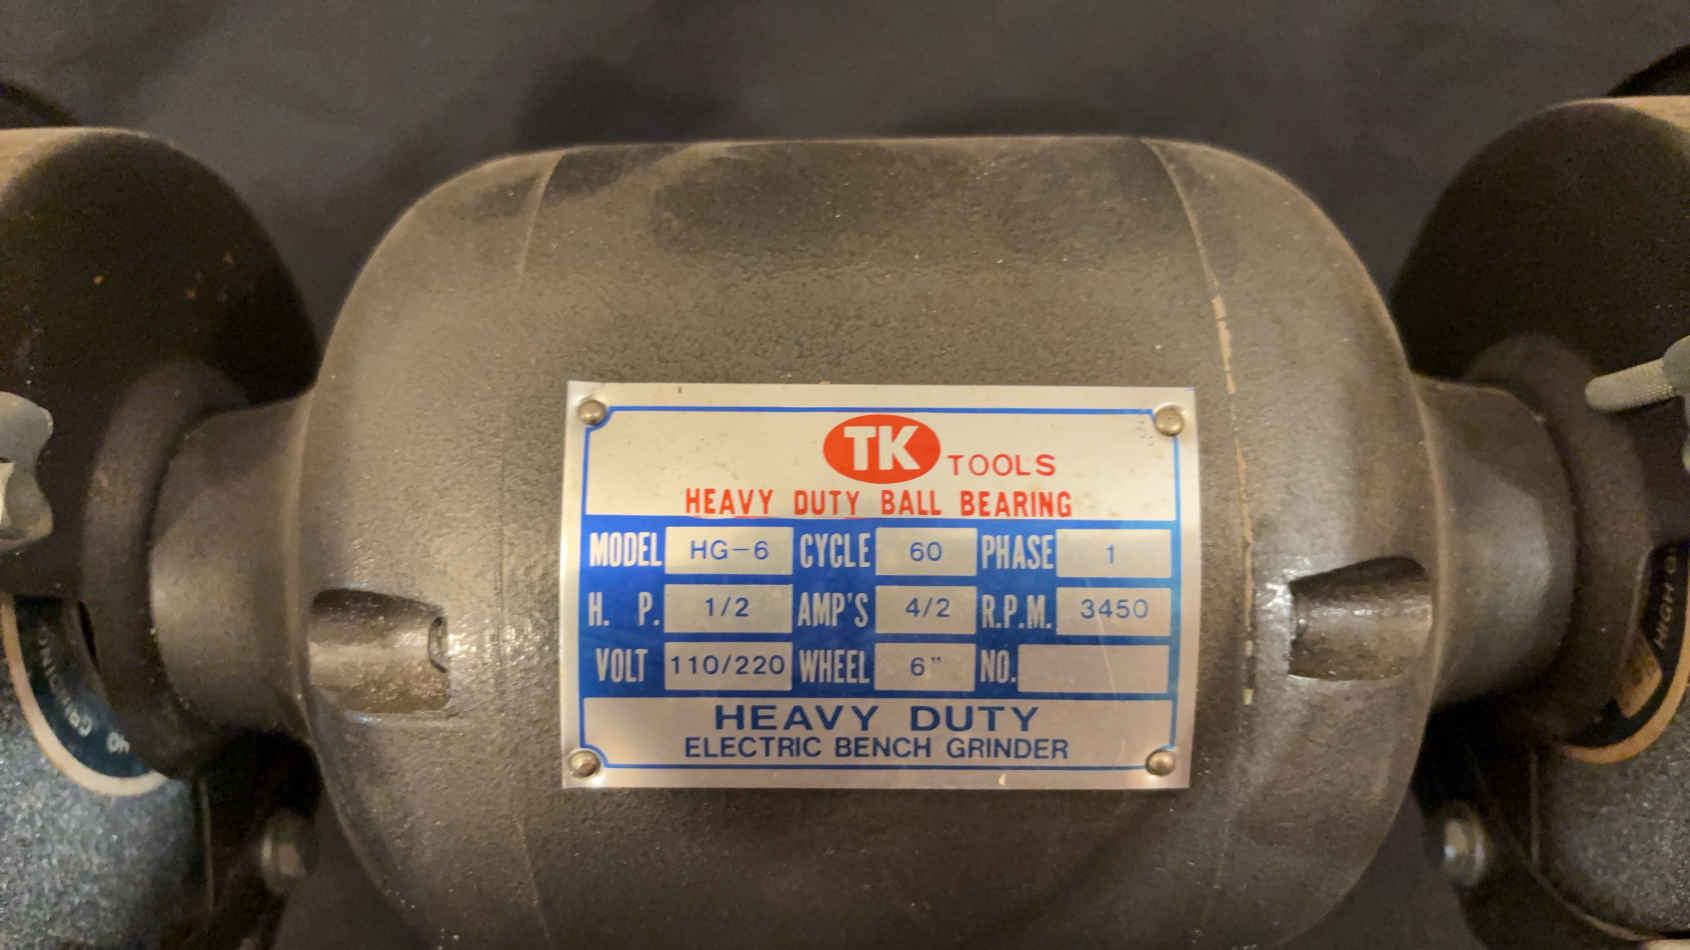 TK TOOLS
HEAVY DUTY BALL BEARING
MODEL HG-6 CYCLE 60 PHASE 1
H. P. 1/2 AMP'S 4/2 R.P.M. 3450
VOLT 110/220 WHEEL 6" NO.
HEAVY DUTY
ELECTRIC BENCH GRINDER
HIGH